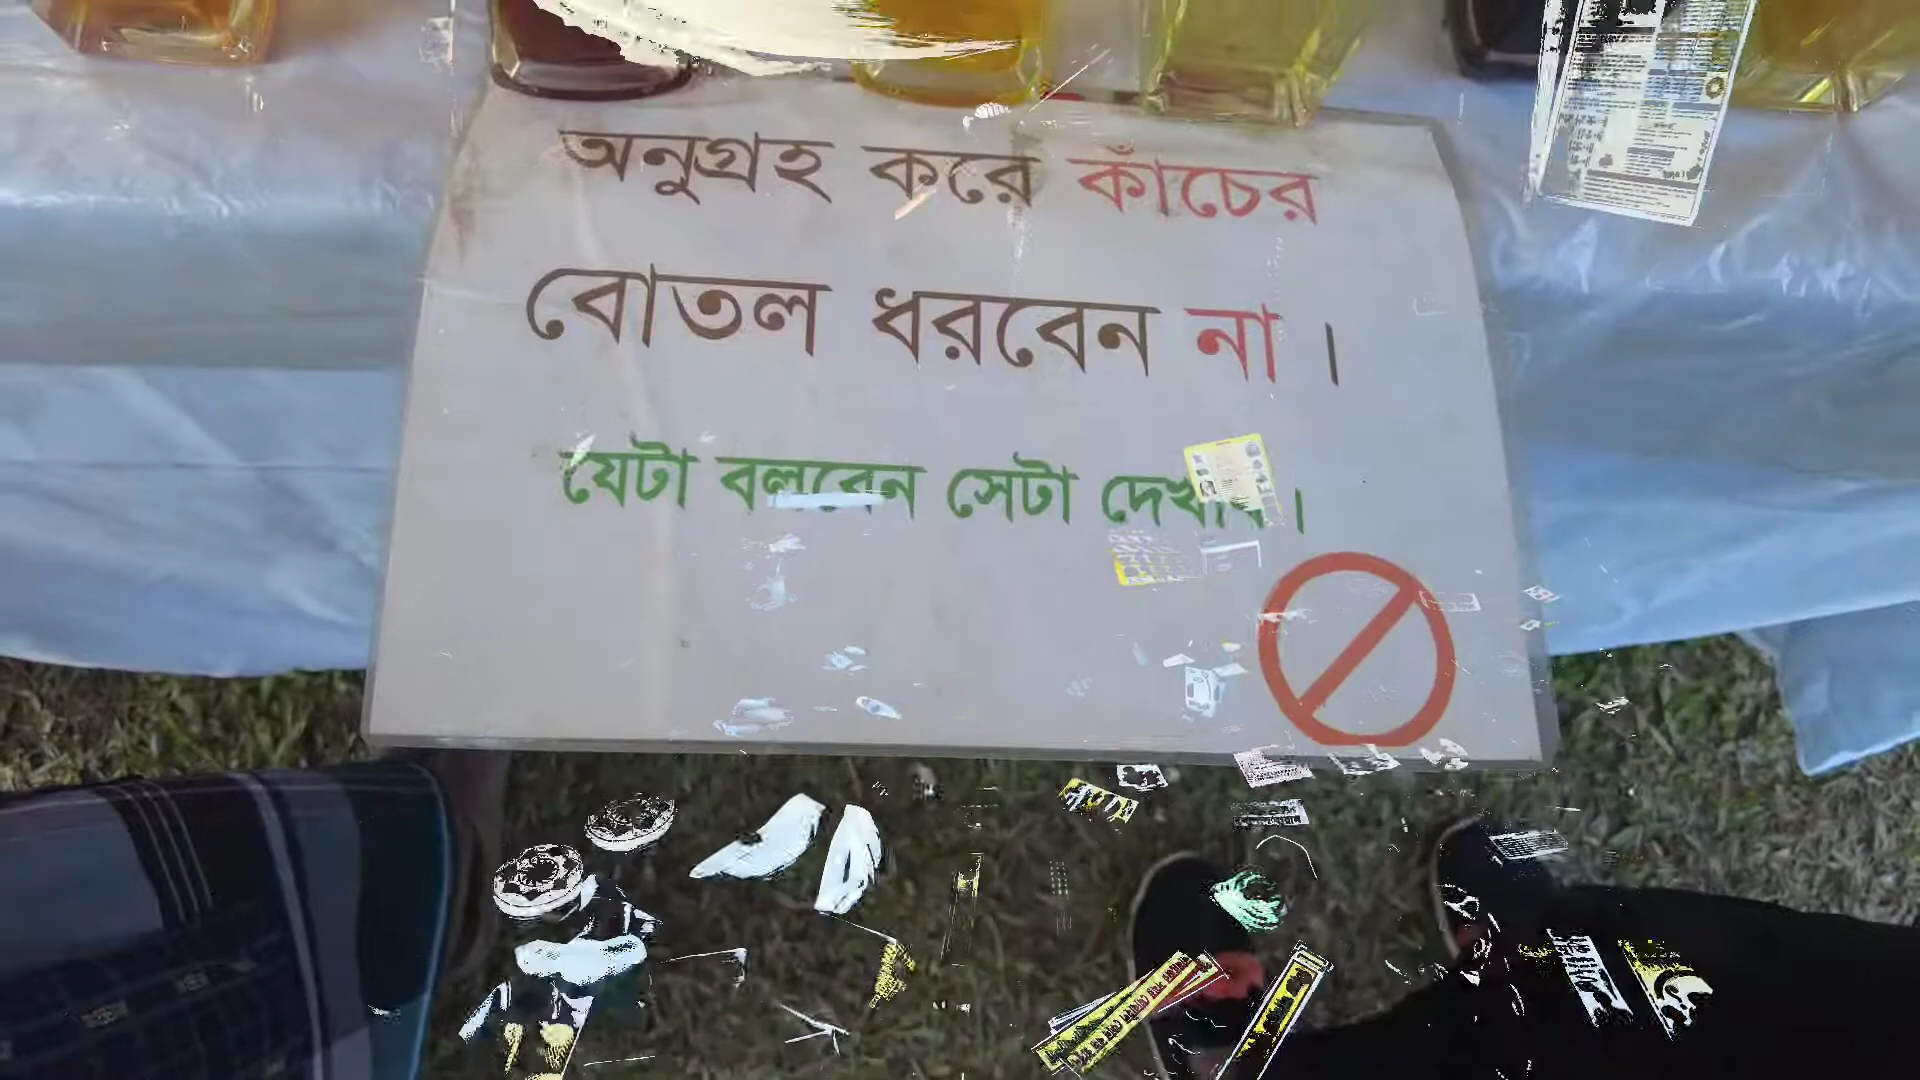 অনুগ্রহ করে কাঁচের
বোতল ধরবেন না ।
যেটা বলবেন সেটা দেখাব ।